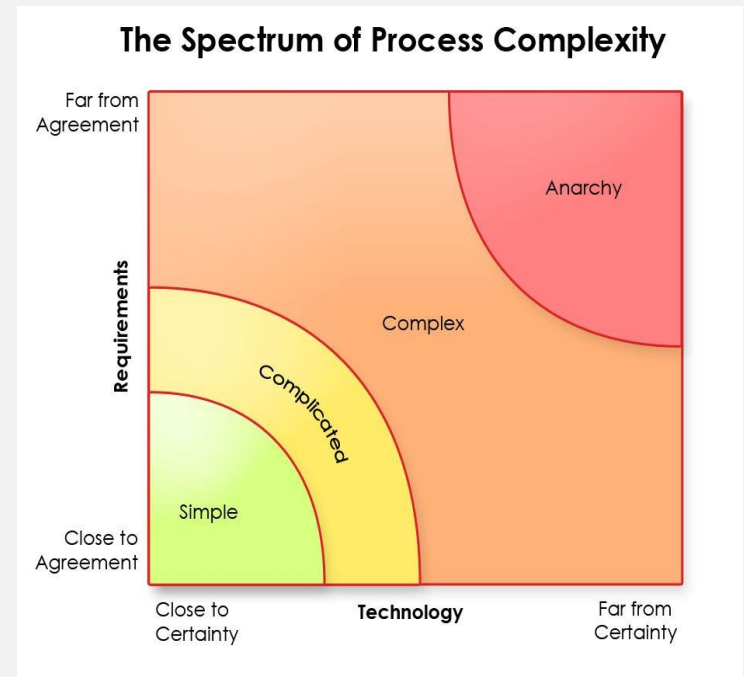 The Spectrum of Process Complexity
Far from
Agreement
Anarchy
Requirements
Complex
Complicated
Simple
Close to
Agreement
Close to
Certainty
Technology
Far from
Certainty